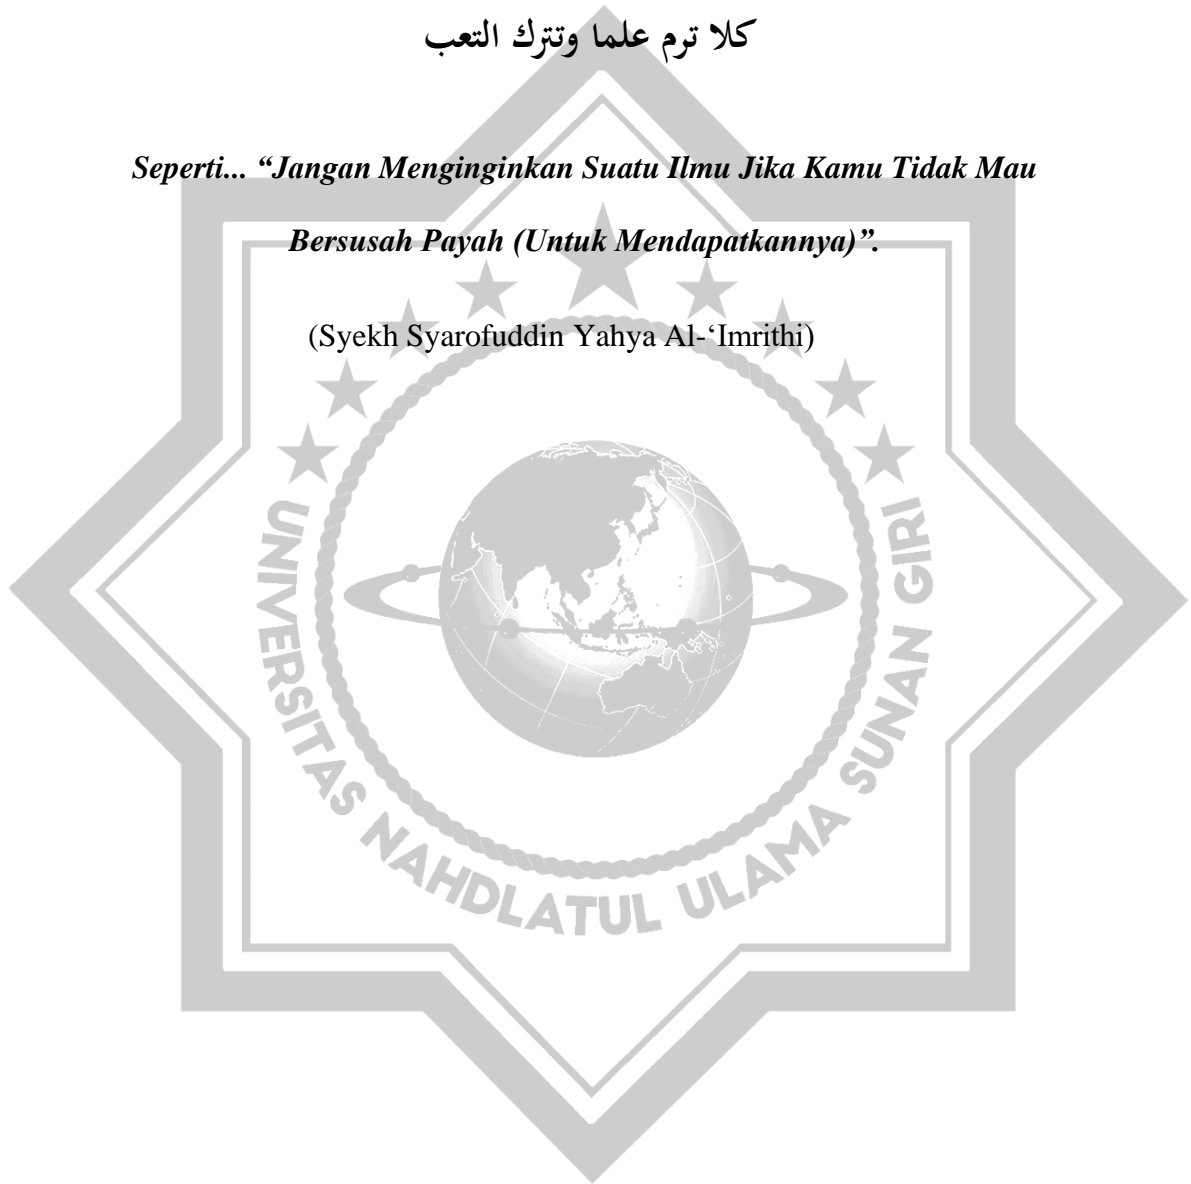 كلا ترم علما وتترك التعب
Seperti... “Jangan Menginginkan Suatu Ilmu Jika Kamu Tidak Mau
Bersusah Payah (Untuk Mendapatkannya)”.
(Syekh Syarofuddin Yahya Al-‘Imrithi)
UNIVERSITAS NAHDLATUL ULAMA SUNAN GIRI